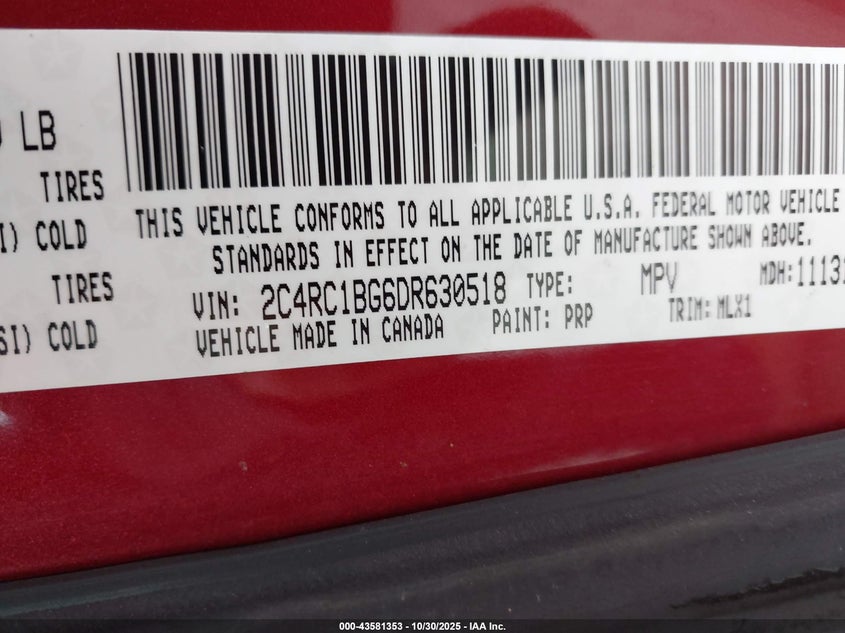 LB
TIRES
I) COLD
TIRES
SI) COLD
THIS VEHICLE CONFORMS TO ALL APPLICABLE U.S.A. FEDERAL MOTOR VEHICLE
STANDARDS IN EFFECT ON THE DATE OF MANUFACTURE SHOWN ABOVE.
VIN: 2C4RC1BG6DR630518 TYPE: MPV MDH:11131
VEHICLE MADE IN CANADA PAINT: PRP TRIM: MLX1
000-43581353 - 10/30/2025 - IAA Inc.